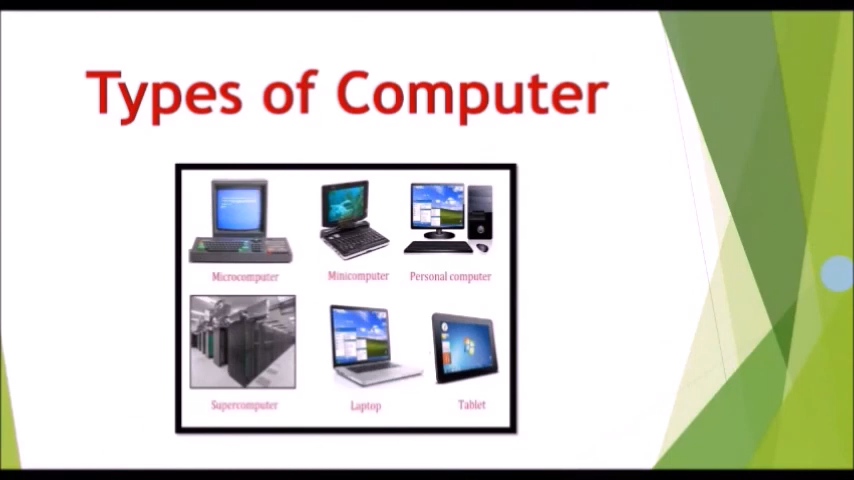 Types of Computer
Microcomputer Minicomputer Personal computer
Supercomputer Laptop Tablet